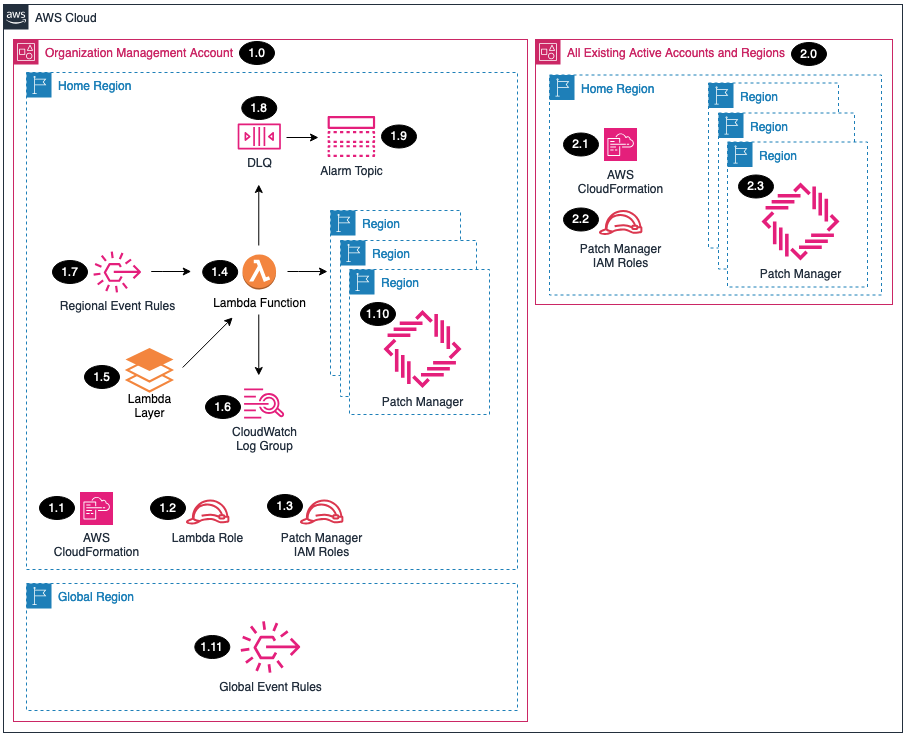 aws
AWS Cloud
Organization Management Account
1.0
Home Region
1.8
DLQ
1.9
Alarm Topic
1.7
Regional Event Rules
1.4
Lambda Function
Region
Region
Region
1.10
Patch Manager
1.5
Lambda
Layer
1.6
CloudWatch
Log Group
1.1
AWS
CloudFormation
1.2
Lambda Role
1.3
Patch Manager
IAM Roles
Global Region
1.11
Global Event Rules
All Existing Active Accounts and Regions
2.0
Home Region
2.1
AWS
CloudFormation
2.2
Patch Manager
IAM Roles
Region
Region
Region
2.3
Patch Manager